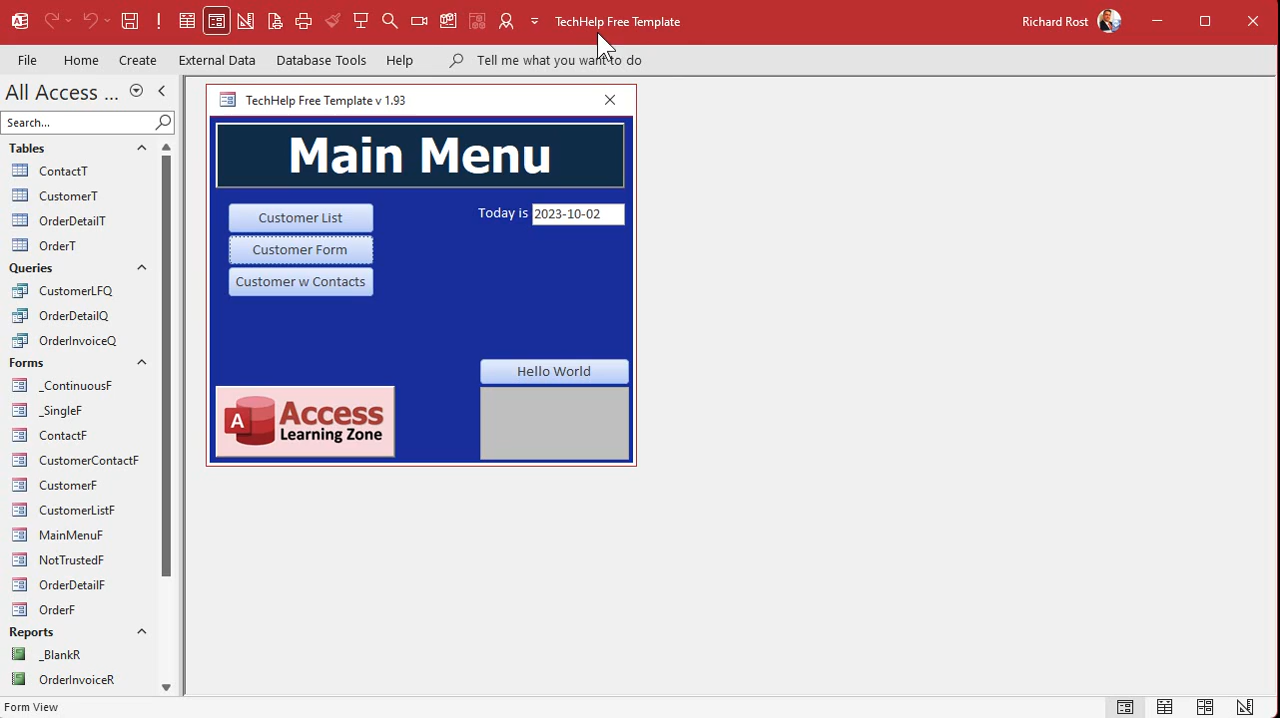 TechHelp Free Template
Richard Rost
File Home Create External Data Database Tools Help Tell me what you want to do
All Access ...
Search...
Tables
ContactT
CustomerT
OrderDetailT
OrderT
Queries
CustomerLFQ
OrderDetailQ
OrderInvoiceQ
Forms
_ContinuousF
_SingleF
ContactF
CustomerContactF
CustomerF
CustomerListF
MainMenuF
NotTrustedF
OrderDetailF
OrderF
Reports
_BlankR
OrderInvoiceR
TechHelp Free Template v 1.93
Main Menu
Customer List
Customer Form
Customer w Contacts
Today is 2023-10-02
Hello World
A Access
Learning Zone
Form View